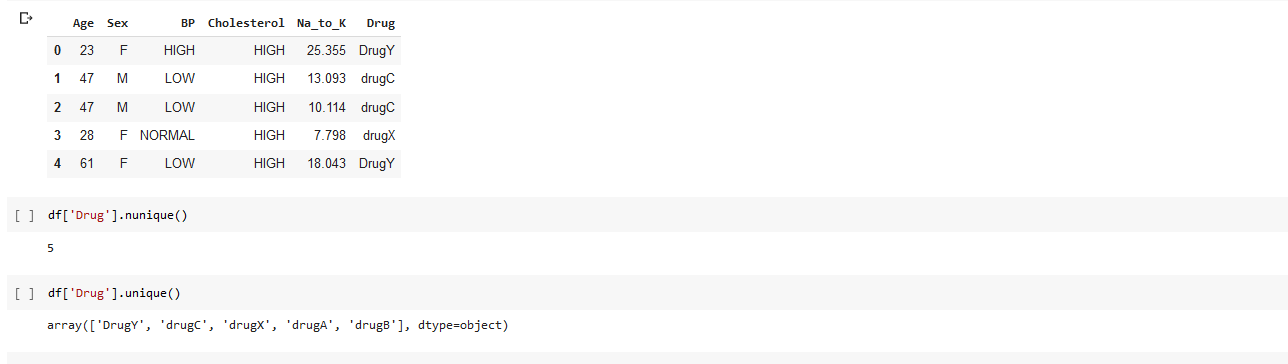 Age Sex BP Cholesterol Na_to_K Drug
0 23 F HIGH HIGH 25.355 DrugY
1 47 M LOW HIGH 13.093 drugC
2 47 M LOW HIGH 10.114 drugC
3 28 F NORMAL HIGH 7.798 drugX
4 61 F LOW HIGH 18.043 DrugY
[ ] df['Drug'].nunique()
5
[ ] df['Drug'].unique()
array(['DrugY', 'drugC', 'drugX', 'drugA', 'drugB'], dtype=object)